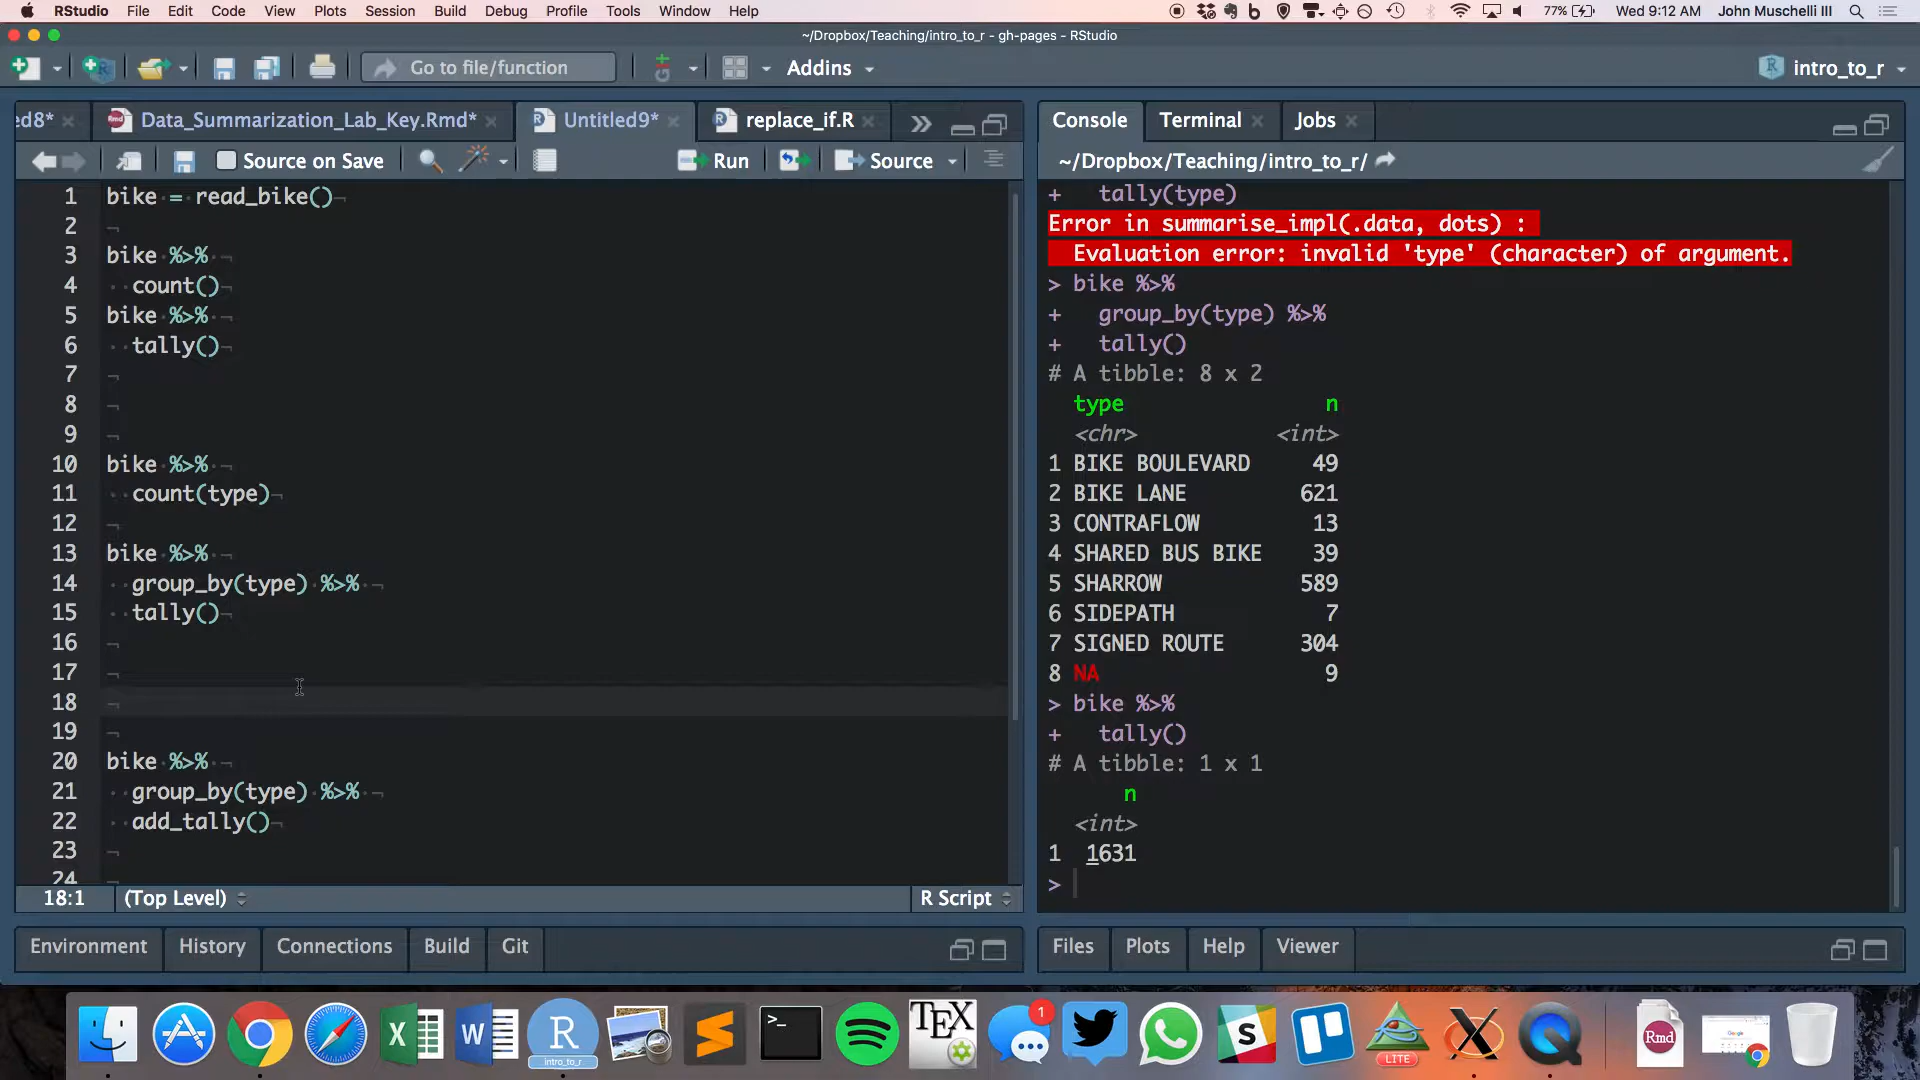 RStudio File Edit Code View Plots Session Build Debug Profile Tools Window Help 77% Wed 9:12 AM John Muschelli III
~/Dropbox/Teaching/intro_to_r - gh-pages - RStudio
Go to file/function Addins intro_to_r
ed8* Data_Summarization_Lab_Key.Rmd* Untitled9* replace_if.R
Source on Save Run Source
1 bike = read_bike()
2
3 bike %>%
4 count()
5 bike %>%
6 tally()
7
8
9
10 bike %>%
11 count(type)
12
13 bike %>%
14 group_by(type) %>%
15 tally()
16
17
18
19
20 bike %>%
21 group_by(type) %>%
22 add_tally()
23
24
18:1 (Top Level) R Script
Environment History Connections Build Git
Console Terminal Jobs
~/Dropbox/Teaching/intro_to_r/
+ tally(type)
Error in summarise_impl(.data, dots) :
Evaluation error: invalid 'type' (character) of argument.
> bike %>%
+ group_by(type) %>%
+ tally()
# A tibble: 8 x 2
type n
<chr> <int>
1 BIKE BOULEVARD 49
2 BIKE LANE 621
3 CONTRAFLOW 13
4 SHARED BUS BIKE 39
5 SHARROW 589
6 SIDEPATH 7
7 SIGNED ROUTE 304
8 NA 9
> bike %>%
+ tally()
# A tibble: 1 x 1
n
<int>
1 1631
>
Files Plots Help Viewer
X W R intro_to_r S >_ TEX 1 S LITE X Rmd